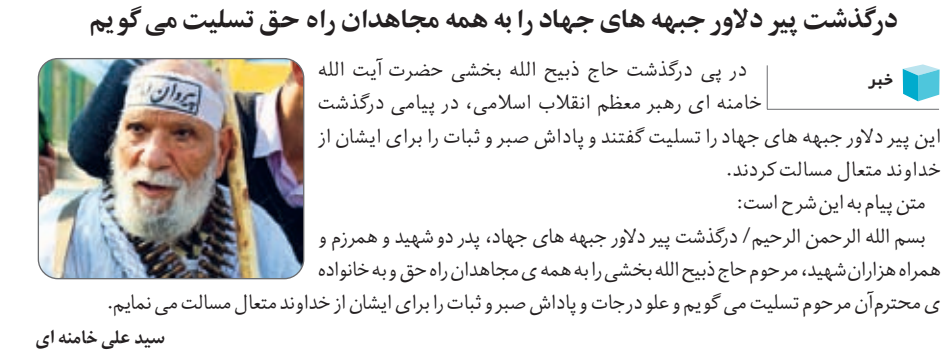 درگذشت پیر دلاور جبهه های جهاد را به همه مجاهدان راه حق تسلیت می گویم
خبر
در پی درگذشت حاج ذبیح الله بخشی حضرت آیت الله
خامنه ای رهبر معظم انقلاب اسلامی، در پیامی درگذشت
این پیر دلاور جبهه های جهاد را تسلیت گفتند و پاداش صبر و ثبات را برای ایشان از
خداوند متعال مسالت کردند.
متن پیام به این شرح است:
بسم الله الرحمن الرحیم/ درگذشت پیر دلاور جبهه های جهاد، پدر دو شهید و همرزم و
همراه هزاران شهید، مرحوم حاج ذبیح الله بخشی را به همه ی مجاهدان راه حق و به خانواده
ی محترم آن مرحوم تسلیت می گویم و علو درجات و پاداش صبر و ثبات را برای ایشان از خداوند متعال مسالت می نمایم.
سید علی خامنه ای
پیروان